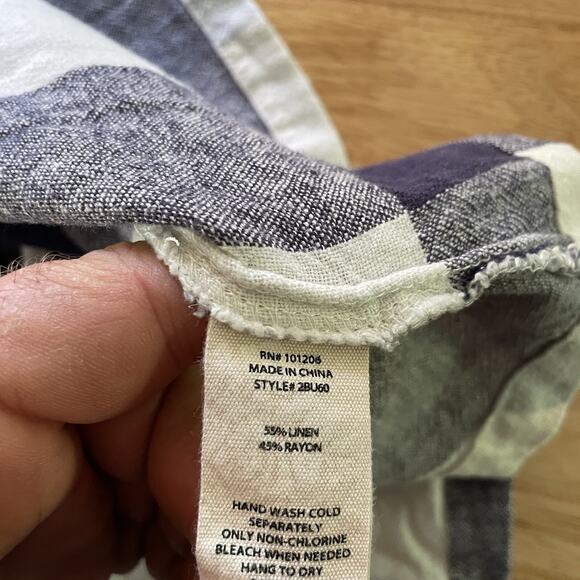 RN# 101206
MADE IN CHINA
STYLE# 2BU60
55% LINEN
45% RAYON
HAND WASH COLD
SEPARATELY
ONLY NON-CHLORINE
BLEACH WHEN NEEDED
HANG TO DRY